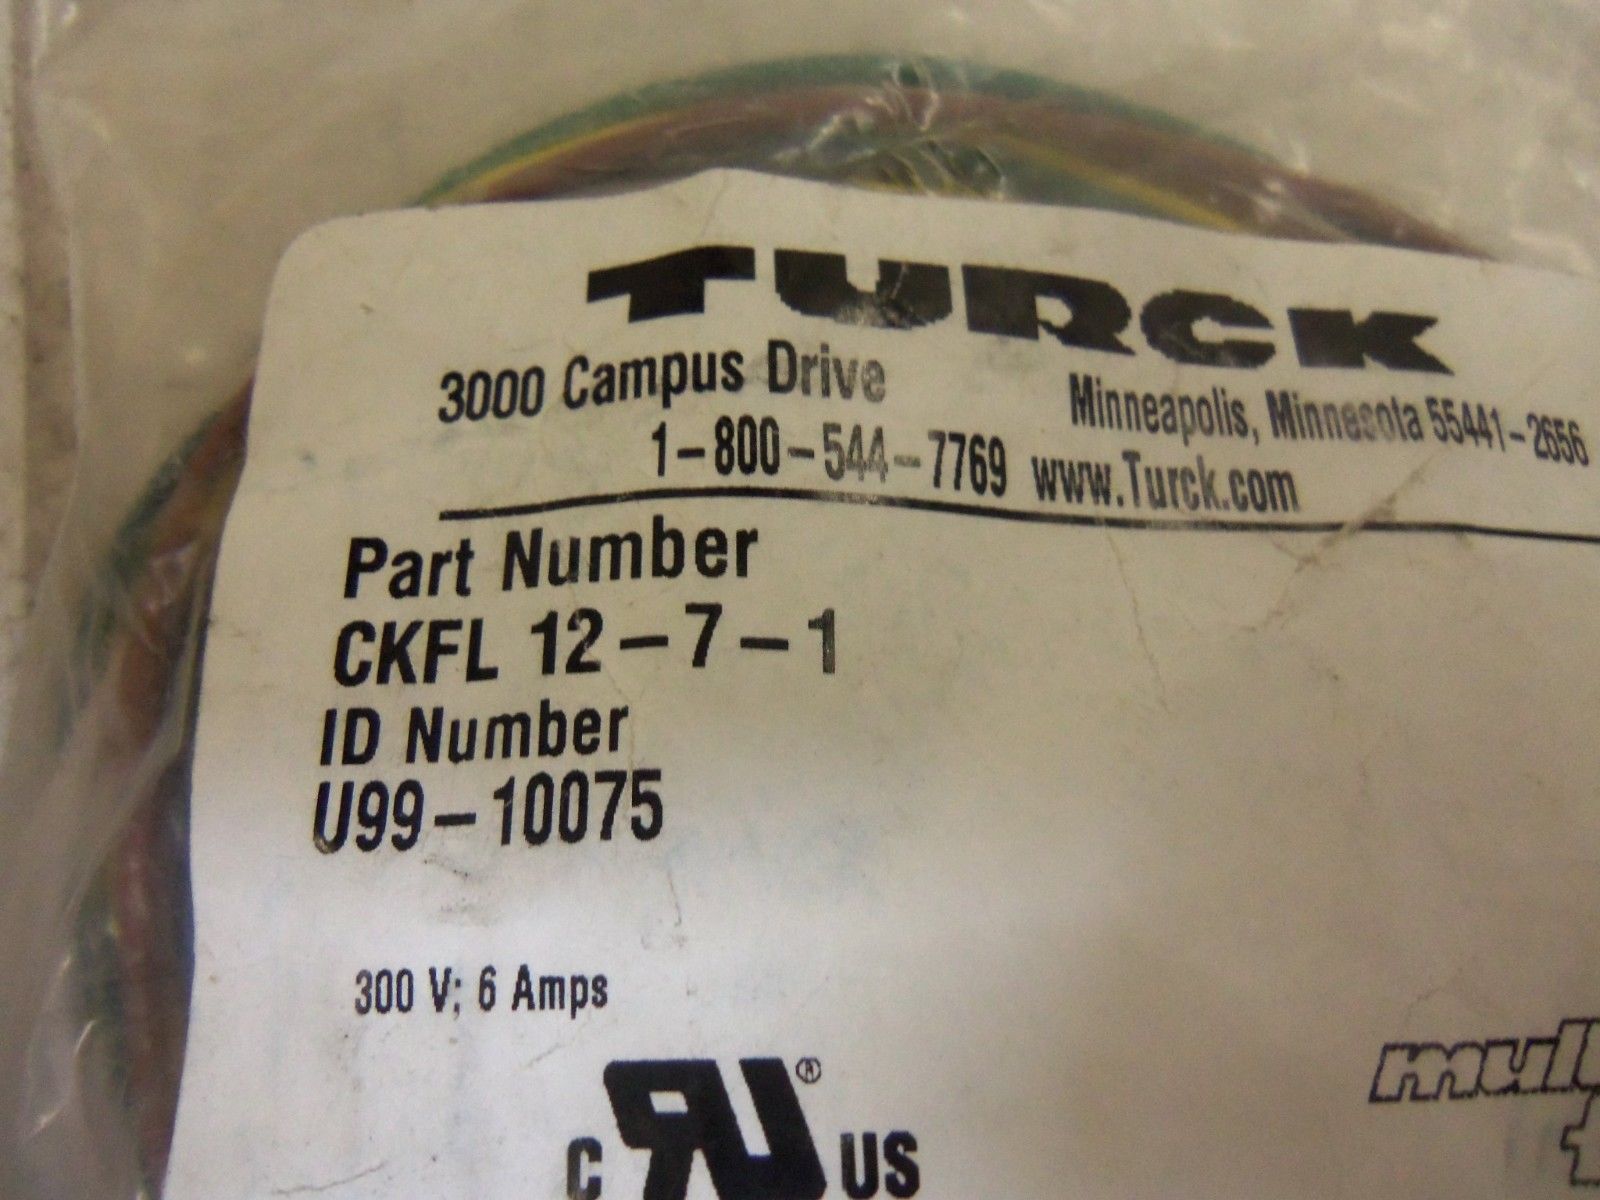 TURCK
3000 Campus Drive Minneapolis, Minnesota 55441-2656
1-800-544-7769 www.Turck.com
Part Number
CKFL 12-7-1
ID Number
U99-10075
300 V; 6 Amps
®
C RU US